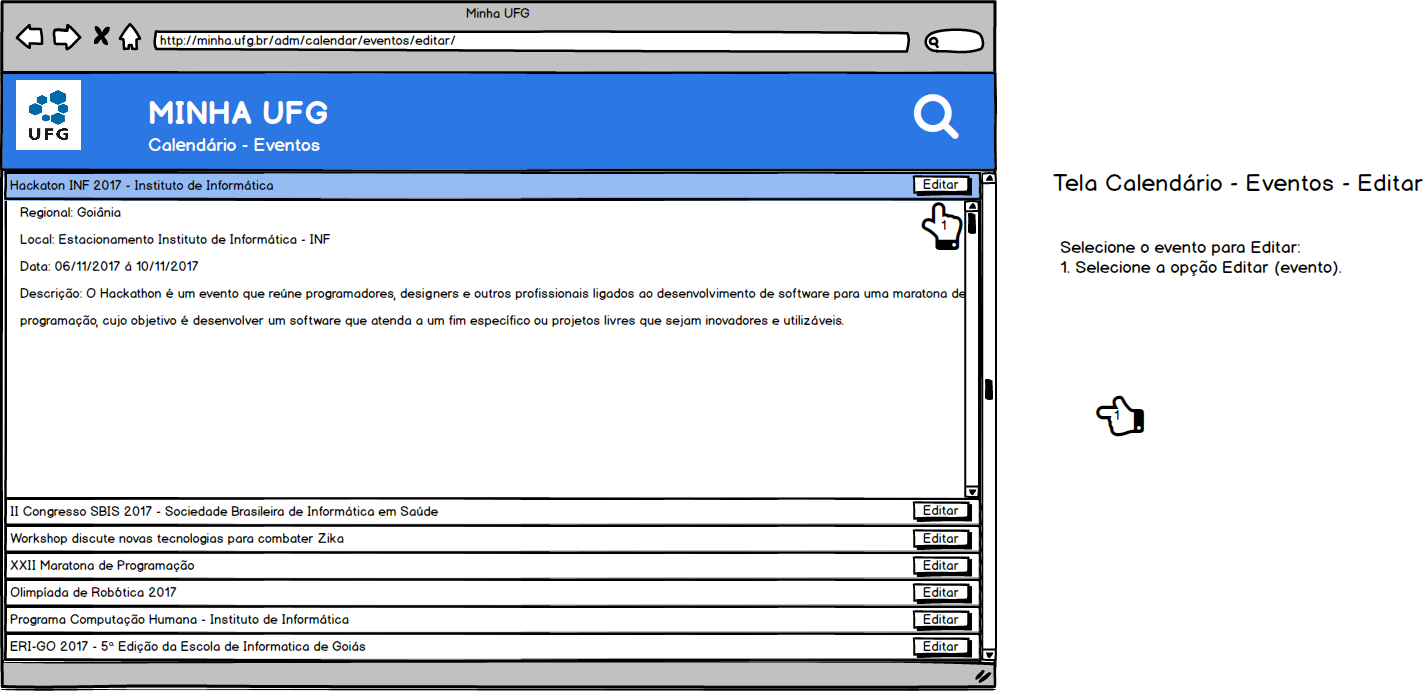 Minha UFG
http://minha.ufg.br/adm/calendar/eventos/editar/
UFG
MINHA UFG
Calendário - Eventos
Hackaton INF 2017 - Instituto de Informática
Editar
Regional: Goiânia
1
Local: Estacionamento Instituto de Informática - INF
Data: 06/11/2017 á 10/11/2017
Descrição: O Hackathon é um evento que reúne programadores, designers e outros profissionais ligados ao desenvolvimento de software para uma maratona de
programação, cujo objetivo é desenvolver um software que atenda a um fim específico ou projetos livres que sejam inovadores e utilizáveis.
II Congresso SBIS 2017 - Sociedade Brasileira de Informática em Saúde
Editar
Workshop discute novas tecnologias para combater Zika
Editar
XXII Maratona de Programação
Editar
Olimpíada de Robótica 2017
Editar
Programa Computação Humana - Instituto de Informática
Editar
ERI-GO 2017 - 5ª Edição da Escola de Informatica de Goiás
Editar
Tela Calendário - Eventos - Editar
Selecione o evento para Editar:
1. Selecione a opção Editar (evento).
1